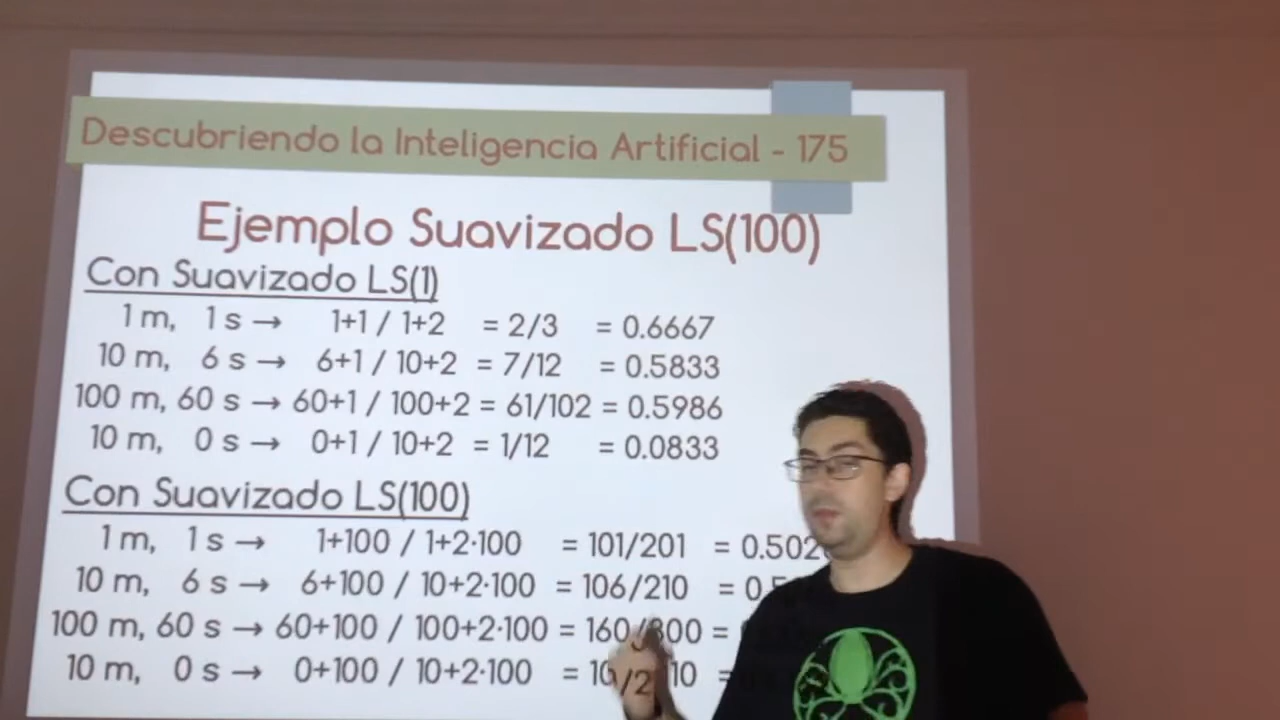 Descubriendo la Inteligencia Artificial - 175
Ejemplo Suavizado LS(100)
Con Suavizado LS(1)
1 m, 1 s → 1+1 / 1+2 = 2/3 = 0.6667
10 m, 6 s → 6+1 / 10+2 = 7/12 = 0.5833
100 m, 60 s → 60+1 / 100+2 = 61/102 = 0.5986
10 m, 0 s → 0+1 / 10+2 = 1/12 = 0.0833
Con Suavizado LS(100)
1 m, 1 s → 1+100 / 1+2·100 = 101/201 = 0.502
10 m, 6 s → 6+100 / 10+2·100 = 106/210 = 0.5
100 m, 60 s → 60+100 / 100+2·100 = 160/300 =
10 m, 0 s → 0+100 / 10+2·100 =